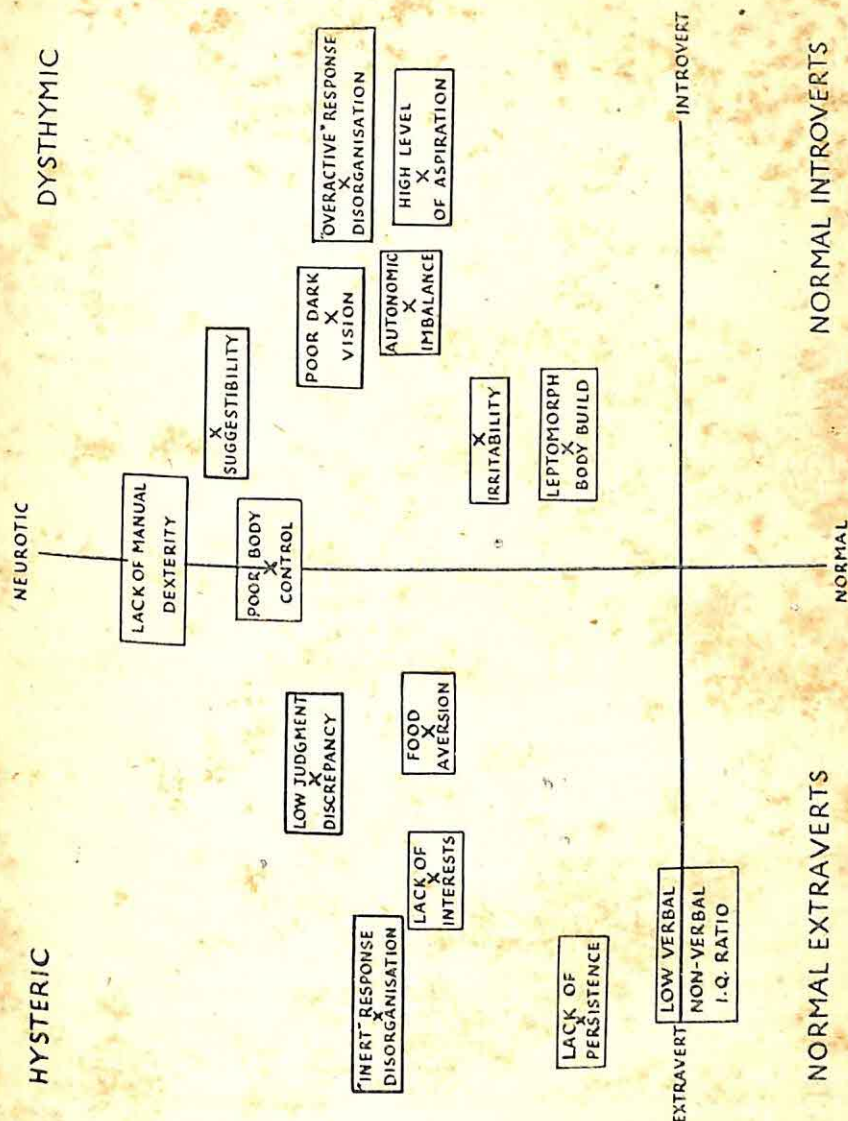 NEUROTIC
HYSTERIC
DYSTHYMIC
LACK OF MANUAL
DEXTERITY
SUGGESTIBILITY
POOR BODY
CONTROL
LOW JUDGMENT
DISCREPANCY
POOR DARK
VISION
"OVERACTIVE" RESPONSE
DISORGANISATION
"INERT" RESPONSE
DISORGANISATION
LACK OF
INTERESTS
FOOD
AVERSION
AUTONOMIC
IMBALANCE
HIGH LEVEL
OF ASPIRATION
IRRITABILITY
LACK OF
PERSISTENCE
LEPTOMORPH
BODY BUILD
EXTRAVERT
LOW VERBAL
NON-VERBAL
I.Q. RATIO
INTROVERT
NORMAL EXTRAVERTS
NORMAL
NORMAL INTROVERTS